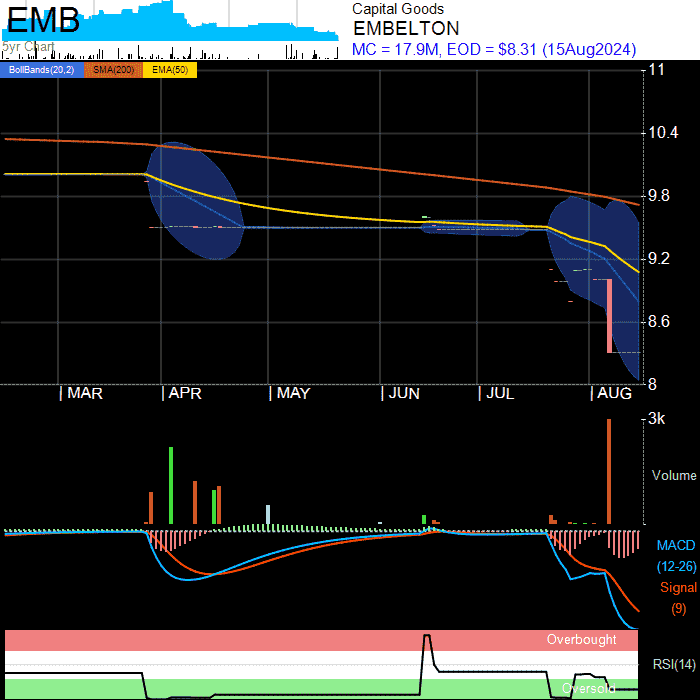 EMB
5yr Chart
Capital Goods
EMBELTON
MC = 17.9M, EOD = $8.31 (15Aug2024)
BollBands(20,2) SMA(200) EMA(50)
11
10.4
9.8
9.2
8.6
8
MAR APR MAY JUN JUL AUG
3k
Volume
MACD
(12-26)
Signal
(9)
Overbought
RSI(14)
Oversold